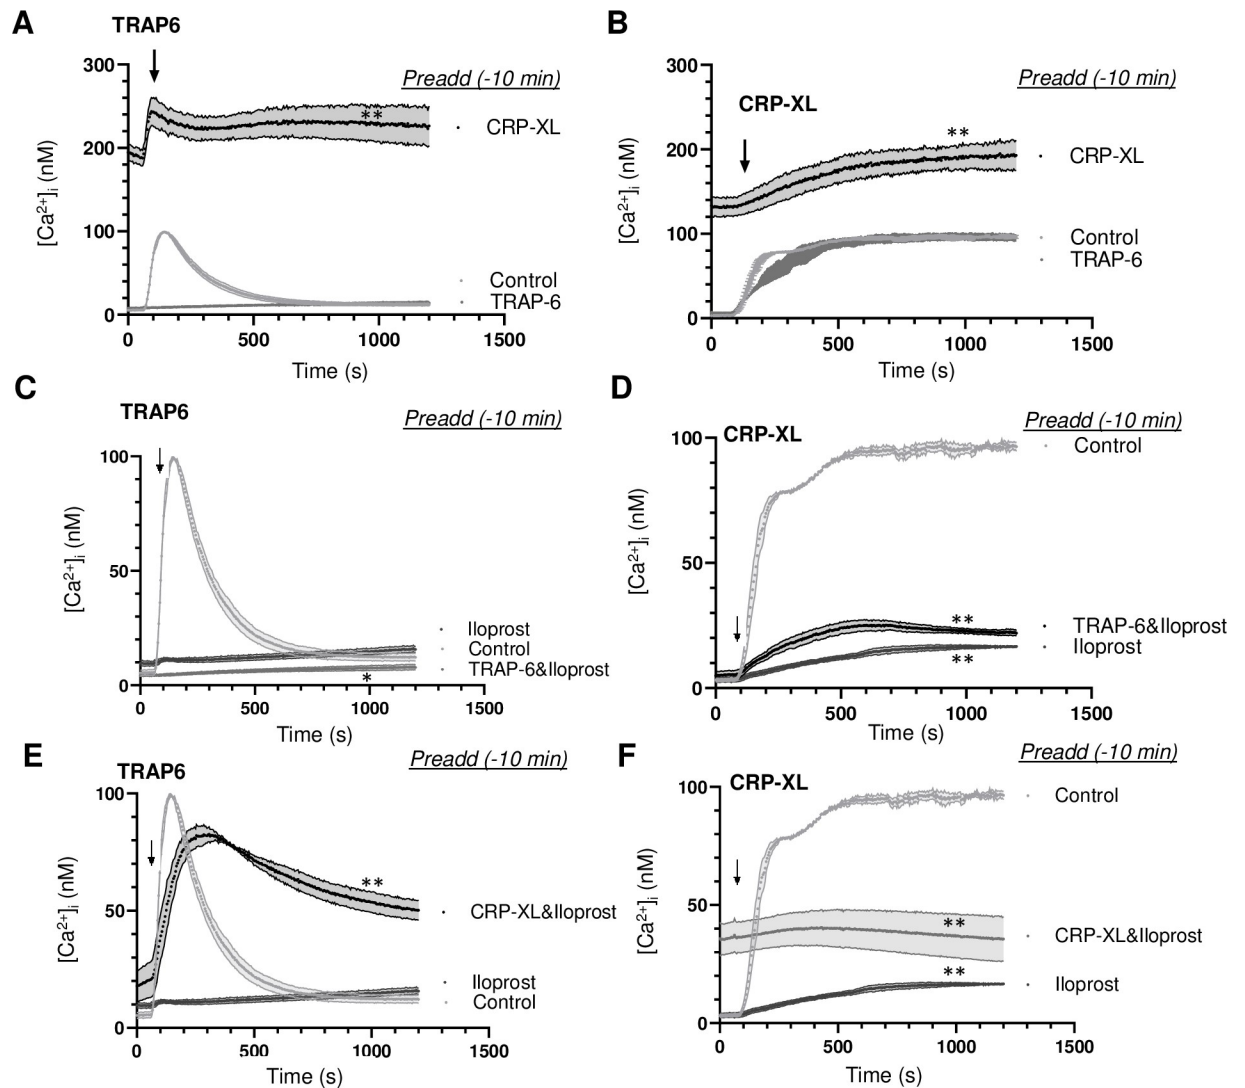 A
TRAP6
Preadd (-10 min)
300
200
100
0
[Ca²⁺]ᵢ (nM)
**
CRP-XL
Control
TRAP-6
0 500 1000 1500
Time (s)
B
CRP-XL
Preadd (-10 min)
300
200
100
0
[Ca²⁺]ᵢ (nM)
**
CRP-XL
Control
TRAP-6
0 500 1000 1500
Time (s)
C
TRAP6
Preadd (-10 min)
100
50
0
[Ca²⁺]ᵢ (nM)
Iloprost
Control
TRAP-6&Iloprost
*
0 500 1000 1500
Time (s)
D
CRP-XL
Preadd (-10 min)
100
50
0
[Ca²⁺]ᵢ (nM)
Control
**
TRAP-6&Iloprost
Iloprost
**
0 500 1000 1500
Time (s)
E
TRAP6
Preadd (-10 min)
100
50
0
[Ca²⁺]ᵢ (nM)
**
CRP-XL&Iloprost
Iloprost
Control
0 500 1000 1500
Time (s)
F
CRP-XL
Preadd (-10 min)
100
50
0
[Ca²⁺]ᵢ (nM)
Control
**
CRP-XL&Iloprost
**
Iloprost
0 500 1000 1500
Time (s)